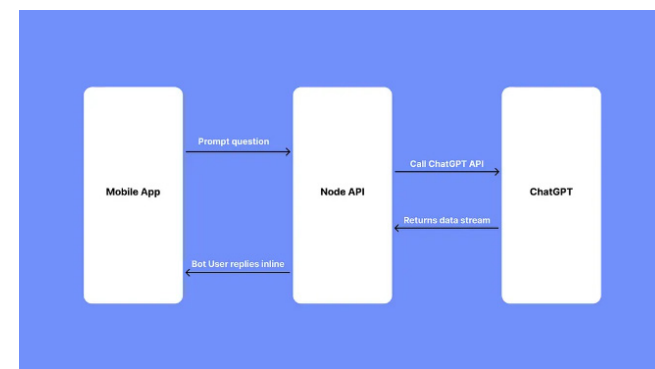 Prompt question
Call ChatGPT API
Mobile App
Node API
ChatGPT
Returns data stream
Bot User replies inline